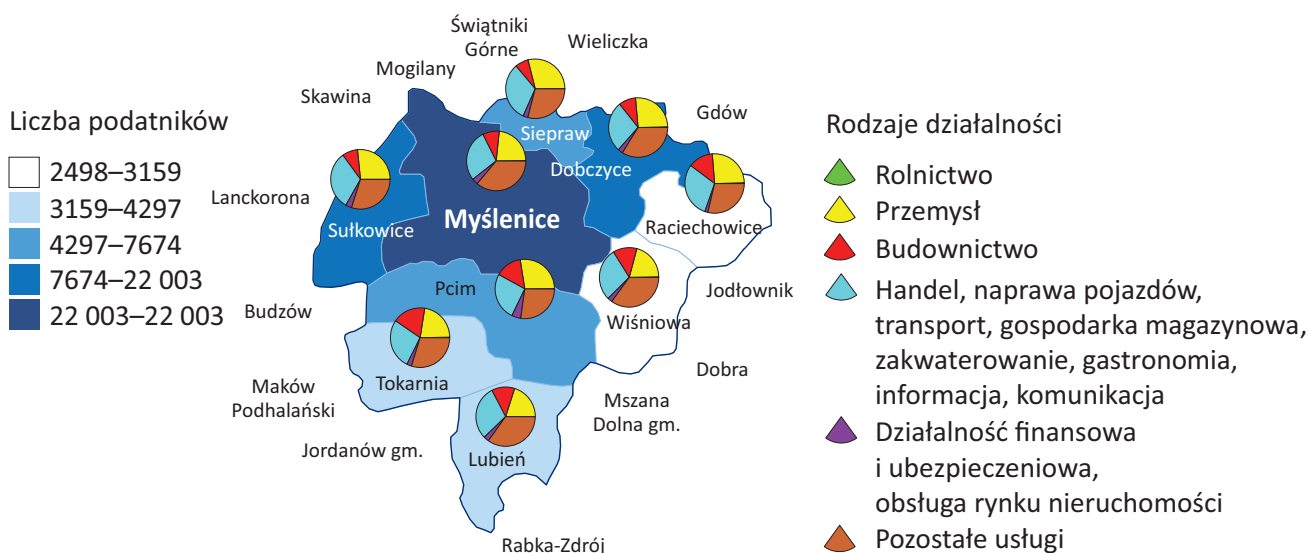 Liczba podatników
2498–3159
3159–4297
4297–7674
7674–22 003
22 003–22 003
Świątniki
Górne
Wieliczka
Mogilany
Skawina
Gdów
Siepraw
Dobczyce
Lanckorona
Sułkowice
Myślenice
Raciechowice
Jodłownik
Pcim
Wiśniowa
Budzów
Dobra
Tokarnia
Maków
Podhalański
Mszana
Dolna gm.
Jordanów gm.
Lubień
Rabka-Zdrój
Rodzaje działalności
Rolnictwo
Przemysł
Budownictwo
Handel, naprawa pojazdów,
transport, gospodarka magazynowa,
zakwaterowanie, gastronomia,
informacja, komunikacja
Działalność finansowa
i ubezpieczeniowa,
obsługa rynku nieruchomości
Pozostałe usługi